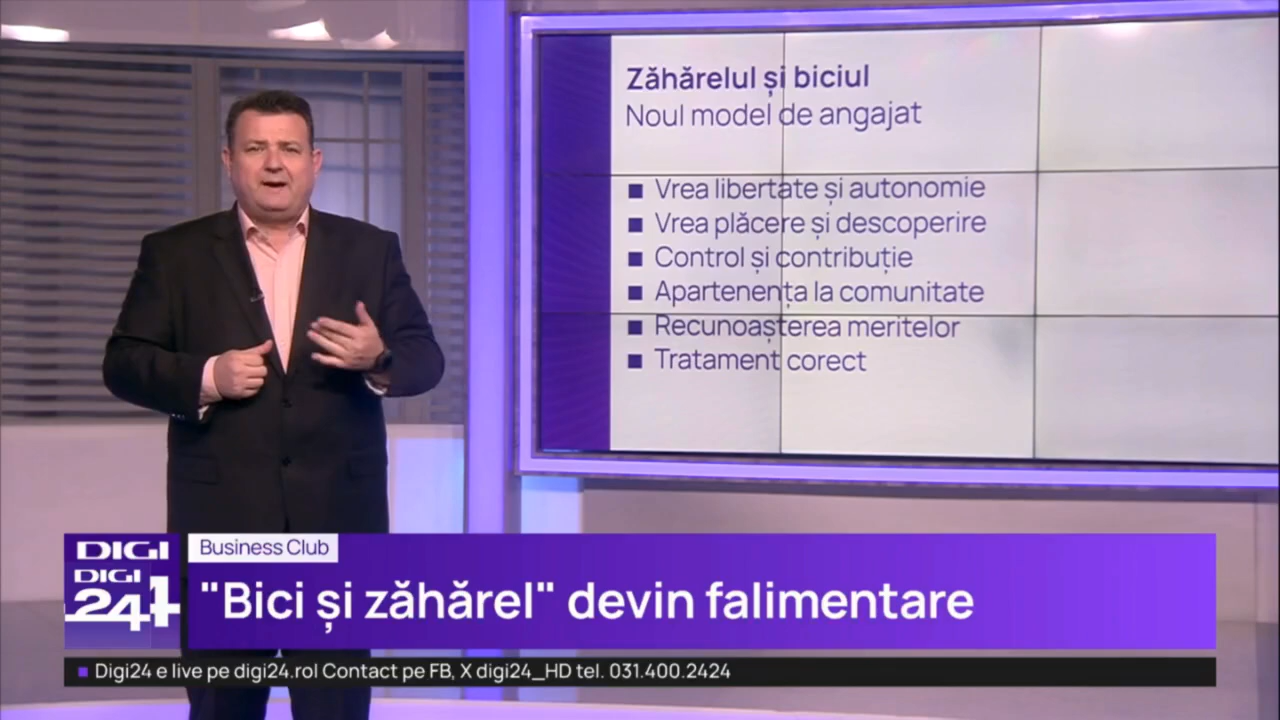 Zăhărelul și biciul
Noul model de angajat
■ Vrea libertate și autonomie
■ Vrea plăcere și descoperire
■ Control și contribuție
■ Apartenența la comunitate
■ Recunoașterea meritelor
■ Tratament corect
DIGI
DIGI
24
Business Club
"Bici și zăhărel" devin falimentare
Digi24 e live pe digi24.ro! Contact pe FB, X digi24_HD tel. 031.400.2424